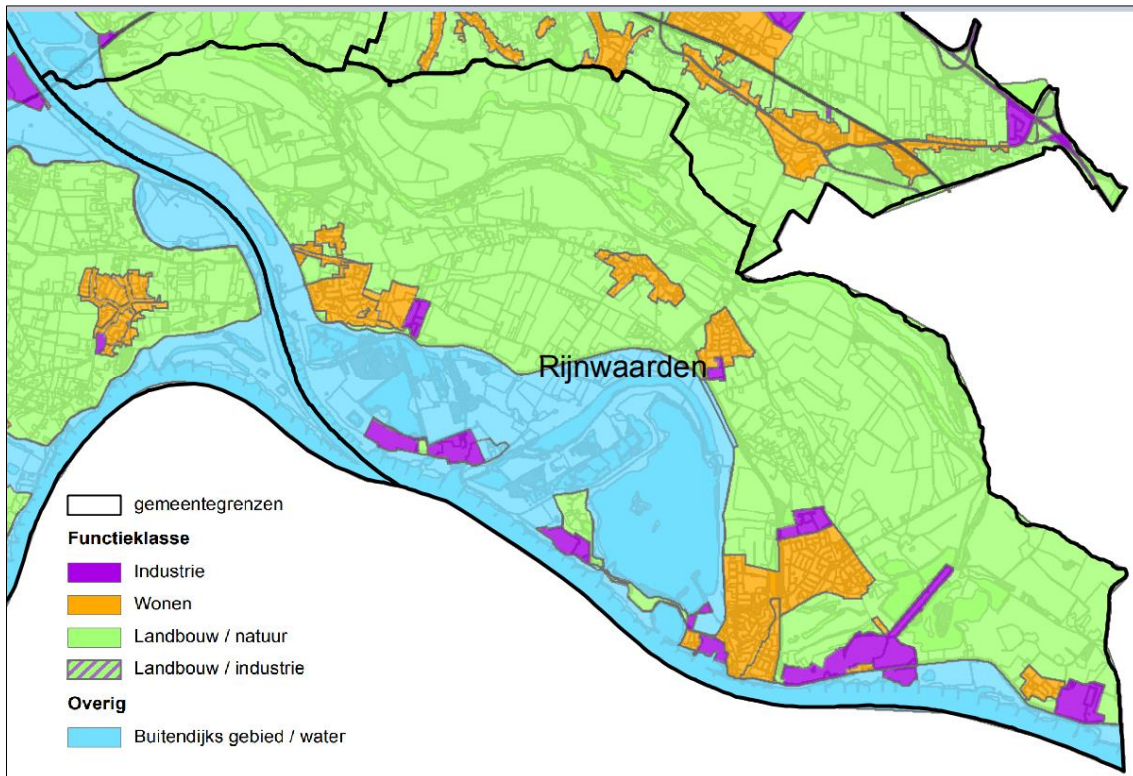 Rijnwaarden
gemeentegrenzen
Functieklasse
Industrie
Wonen
Landbouw / natuur
Landbouw / industrie
Overig
Buitendijks gebied / water